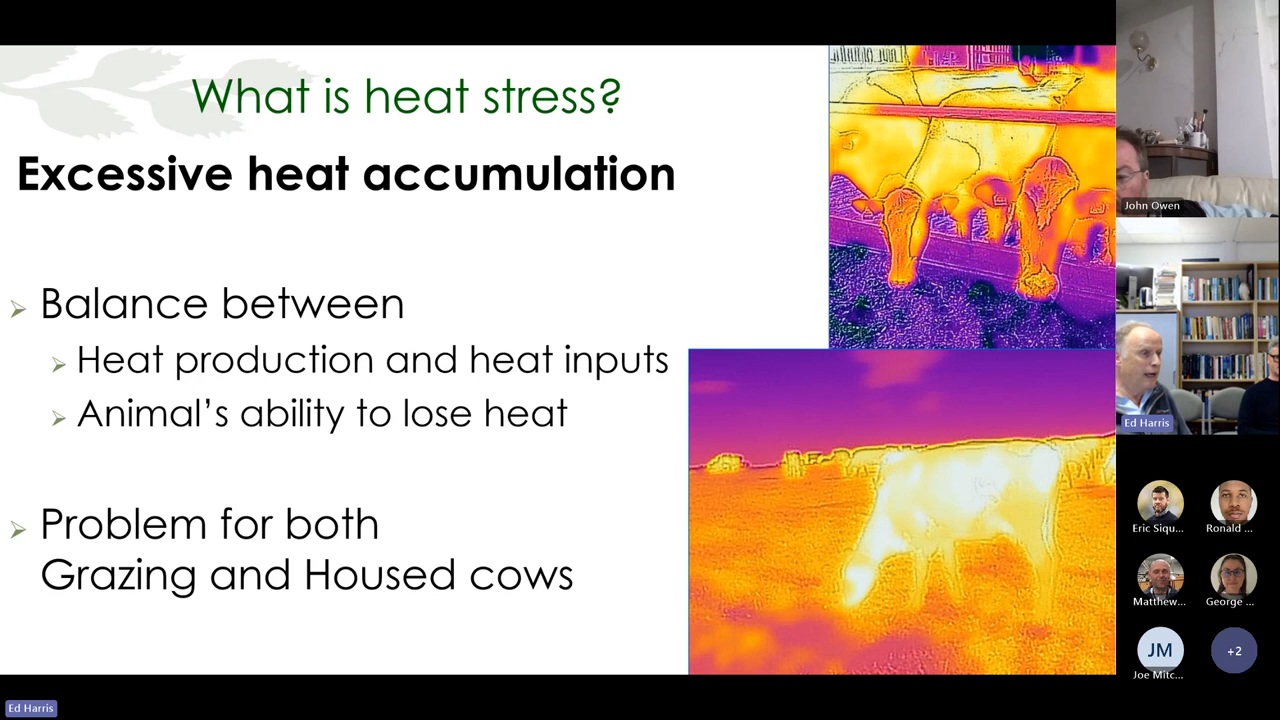 What is heat stress?
Excessive heat accumulation
Balance between
Heat production and heat inputs
Animal's ability to lose heat
Problem for both
Grazing and Housed cows
John Owen
Ed Harris
Eric Siqu...
Ronald ...
Matthew...
George ...
JM
+2
Joe Mitc...
Ed Harris